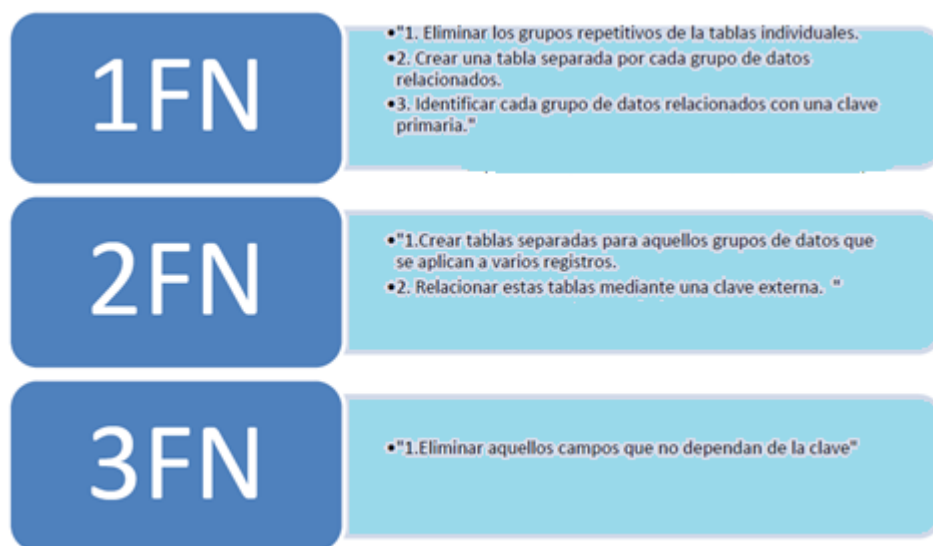 1FN
•"1. Eliminar los grupos repetitivos de la tablas individuales.
•2. Crear una tabla separada por cada grupo de datos
relacionados.
•3. Identificar cada grupo de datos relacionados con una clave
primaria."
2FN
•"1.Crear tablas separadas para aquellos grupos de datos que
se aplican a varios registros.
•2. Relacionar estas tablas mediante una clave externa. "
3FN
•"1.Eliminar aquellos campos que no dependan de la clave"